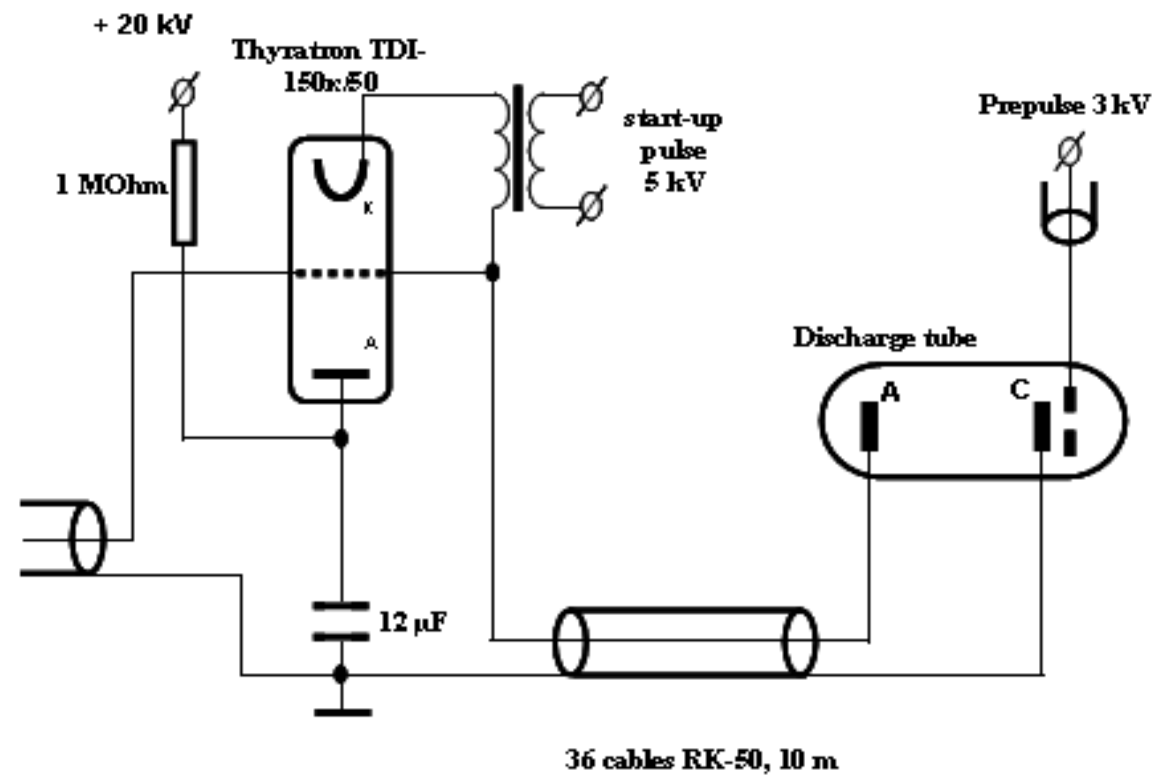 + 20 kV
Thyratron TDI-
150к/50
start-up
pulse
5 kV
Prepulse 3 kV
1 MOhm
K
A
Discharge tube
A
C
12 μF
36 cables RK-50, 10 m